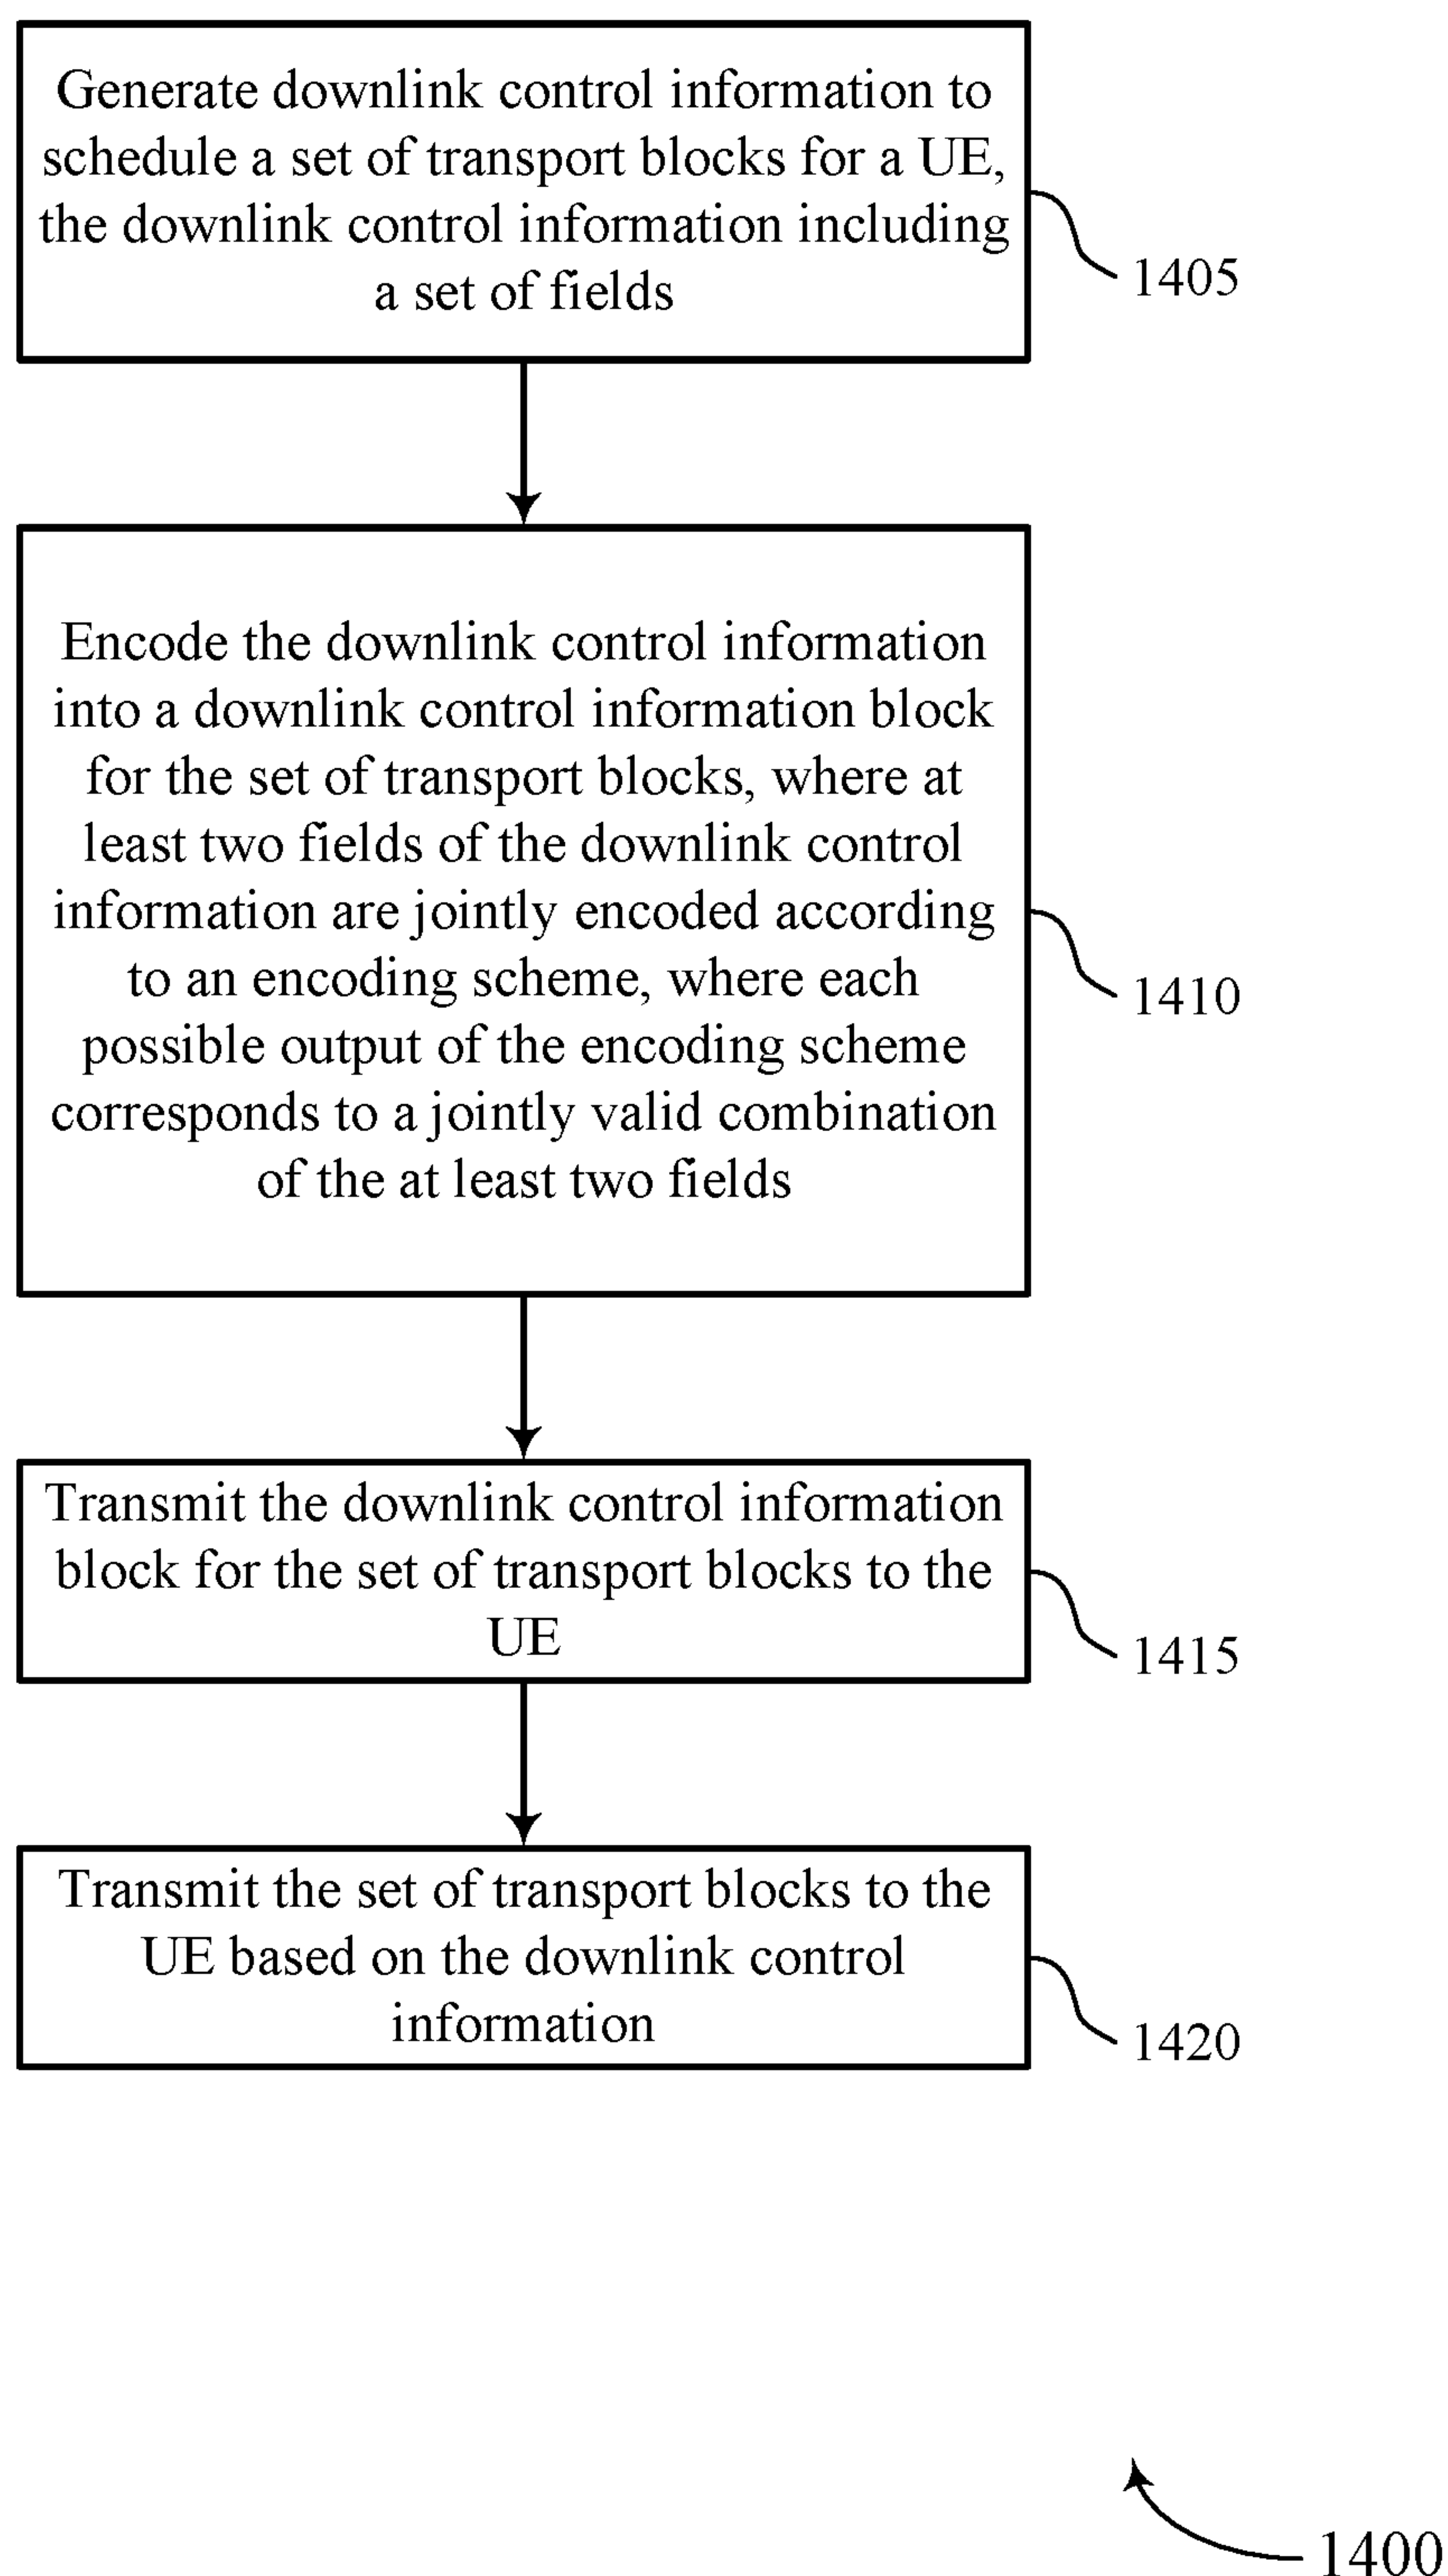 Generate downlink control information to
schedule a set of transport blocks for a UE,
the downlink control information including
a set of fields
1405
Encode the downlink control information
into a downlink control information block
for the set of transport blocks, where at
least two fields of the downlink control
information are jointly encoded according
to an encoding scheme, where each
possible output of the encoding scheme
corresponds to a jointly valid combination
of the at least two fields
1410
Transmit the downlink control information
block for the set of transport blocks to the
UE
1415
Transmit the set of transport blocks to the
UE based on the downlink control
information
1420
1400